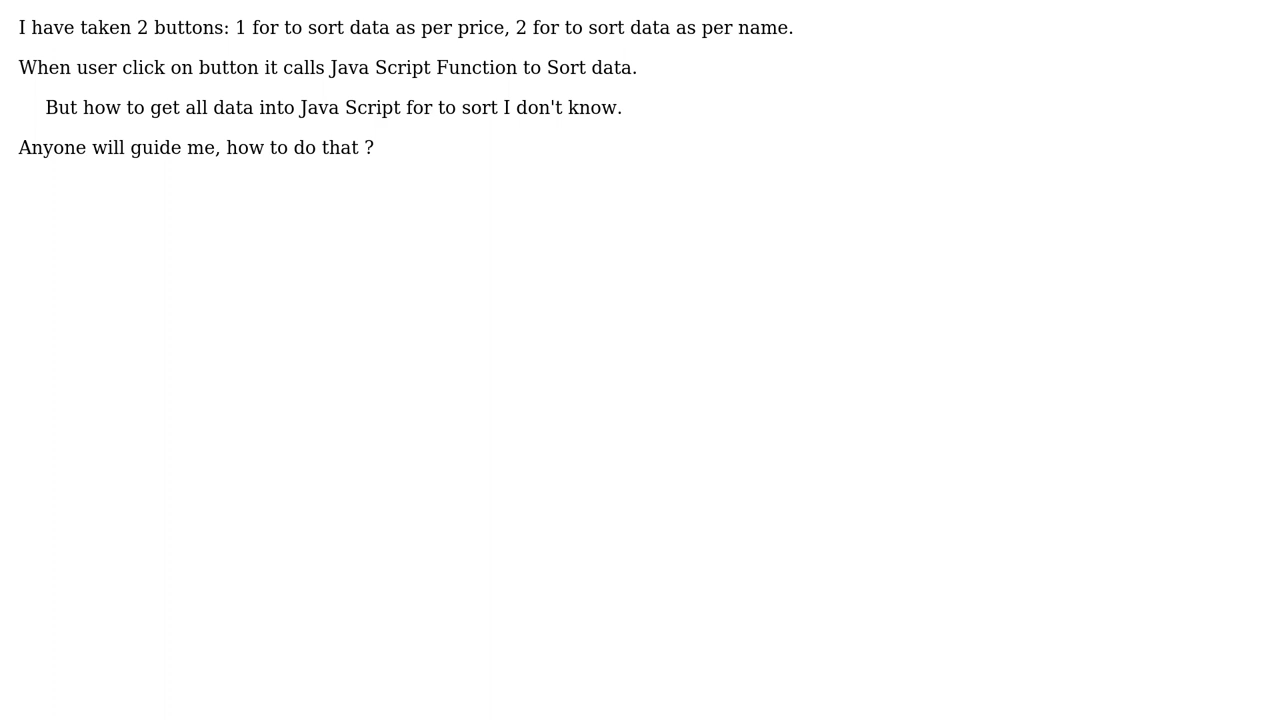 I have taken 2 buttons: 1 for to sort data as per price, 2 for to sort data as per name.
When user click on button it calls Java Script Function to Sort data.
But how to get all data into Java Script for to sort I don't know.
Anyone will guide me, how to do that ?